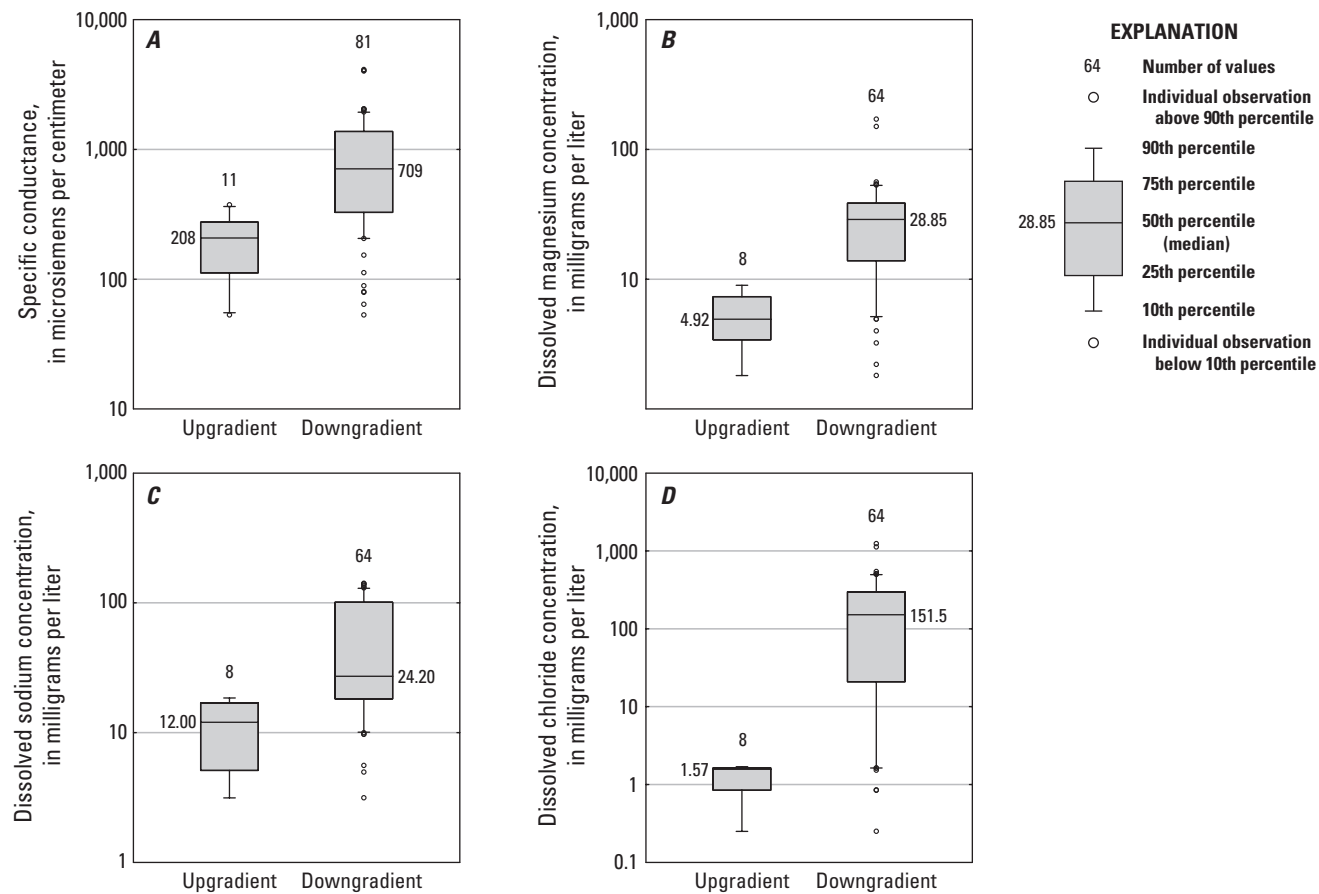 A
Specific conductance,
in microsiemens per centimeter
10,000
1,000
100
10
11
208
81
709
Upgradient
Downgradient
B
Dissolved magnesium concentration,
in milligrams per liter
1,000
100
10
8
4.92
64
28.85
Upgradient
Downgradient
EXPLANATION
64 Number of values
Individual observation
above 90th percentile
90th percentile
75th percentile
28.85 50th percentile
(median)
25th percentile
10th percentile
Individual observation
below 10th percentile
C
Dissolved sodium concentration,
in milligrams per liter
1,000
100
10
1
8
12.00
64
24.20
Upgradient
Downgradient
D
Dissolved chloride concentration,
in milligrams per liter
10,000
1,000
100
10
1
0.1
8
1.57
64
151.5
Upgradient
Downgradient